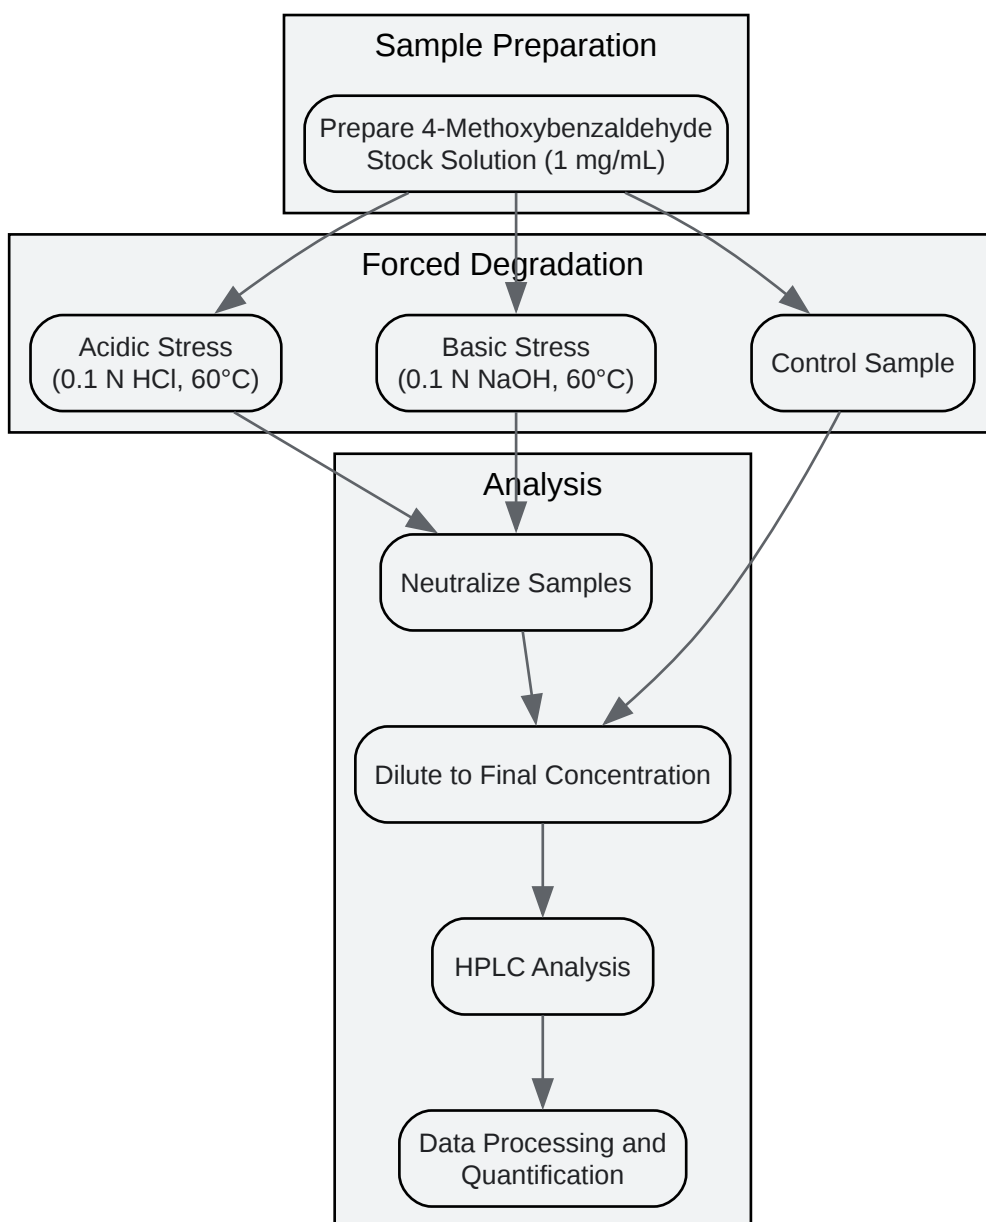 Sample Preparation
Prepare 4-Methoxybenzaldehyde
Stock Solution (1 mg/mL)
Forced Degradation
Acidic Stress
(0.1 N HCl, 60°C)
Basic Stress
(0.1 N NaOH, 60°C)
Control Sample
Analysis
Neutralize Samples
Dilute to Final Concentration
HPLC Analysis
Data Processing and
Quantification